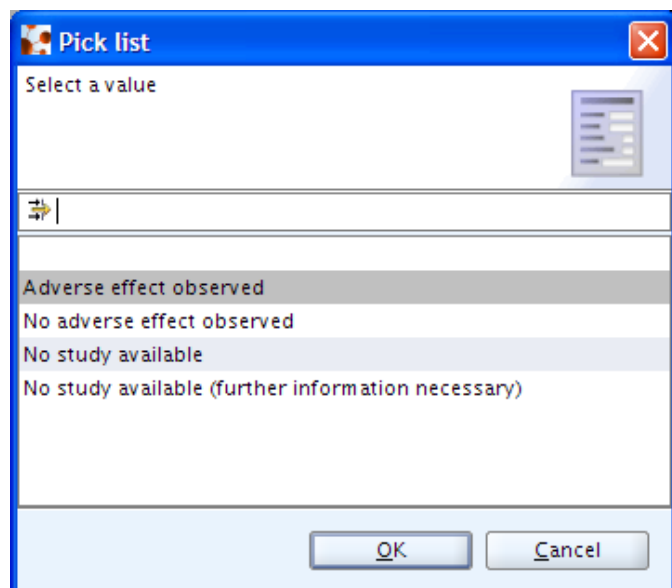 Pick list
Select a value
Adverse effect observed
No adverse effect observed
No study available
No study available (further information necessary)
OK
Cancel